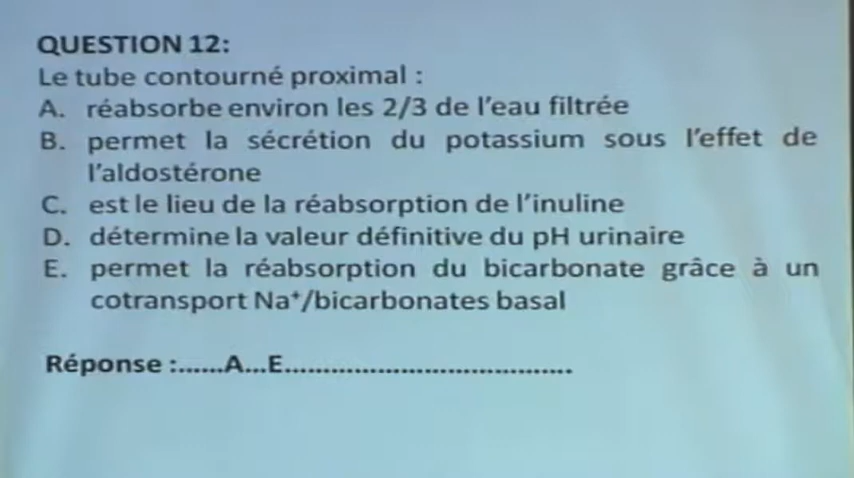 QUESTION 12:
Le tube contourné proximal :
A. réabsorbe environ les 2/3 de l'eau filtrée
B. permet la sécrétion du potassium sous l'effet de
l'aldostérone
C. est le lieu de la réabsorption de l'inuline
D. détermine la valeur définitive du pH urinaire
E. permet la réabsorption du bicarbonate grâce à un
cotransport Na⁺/bicarbonates basal
Réponse :......A...E.....................................